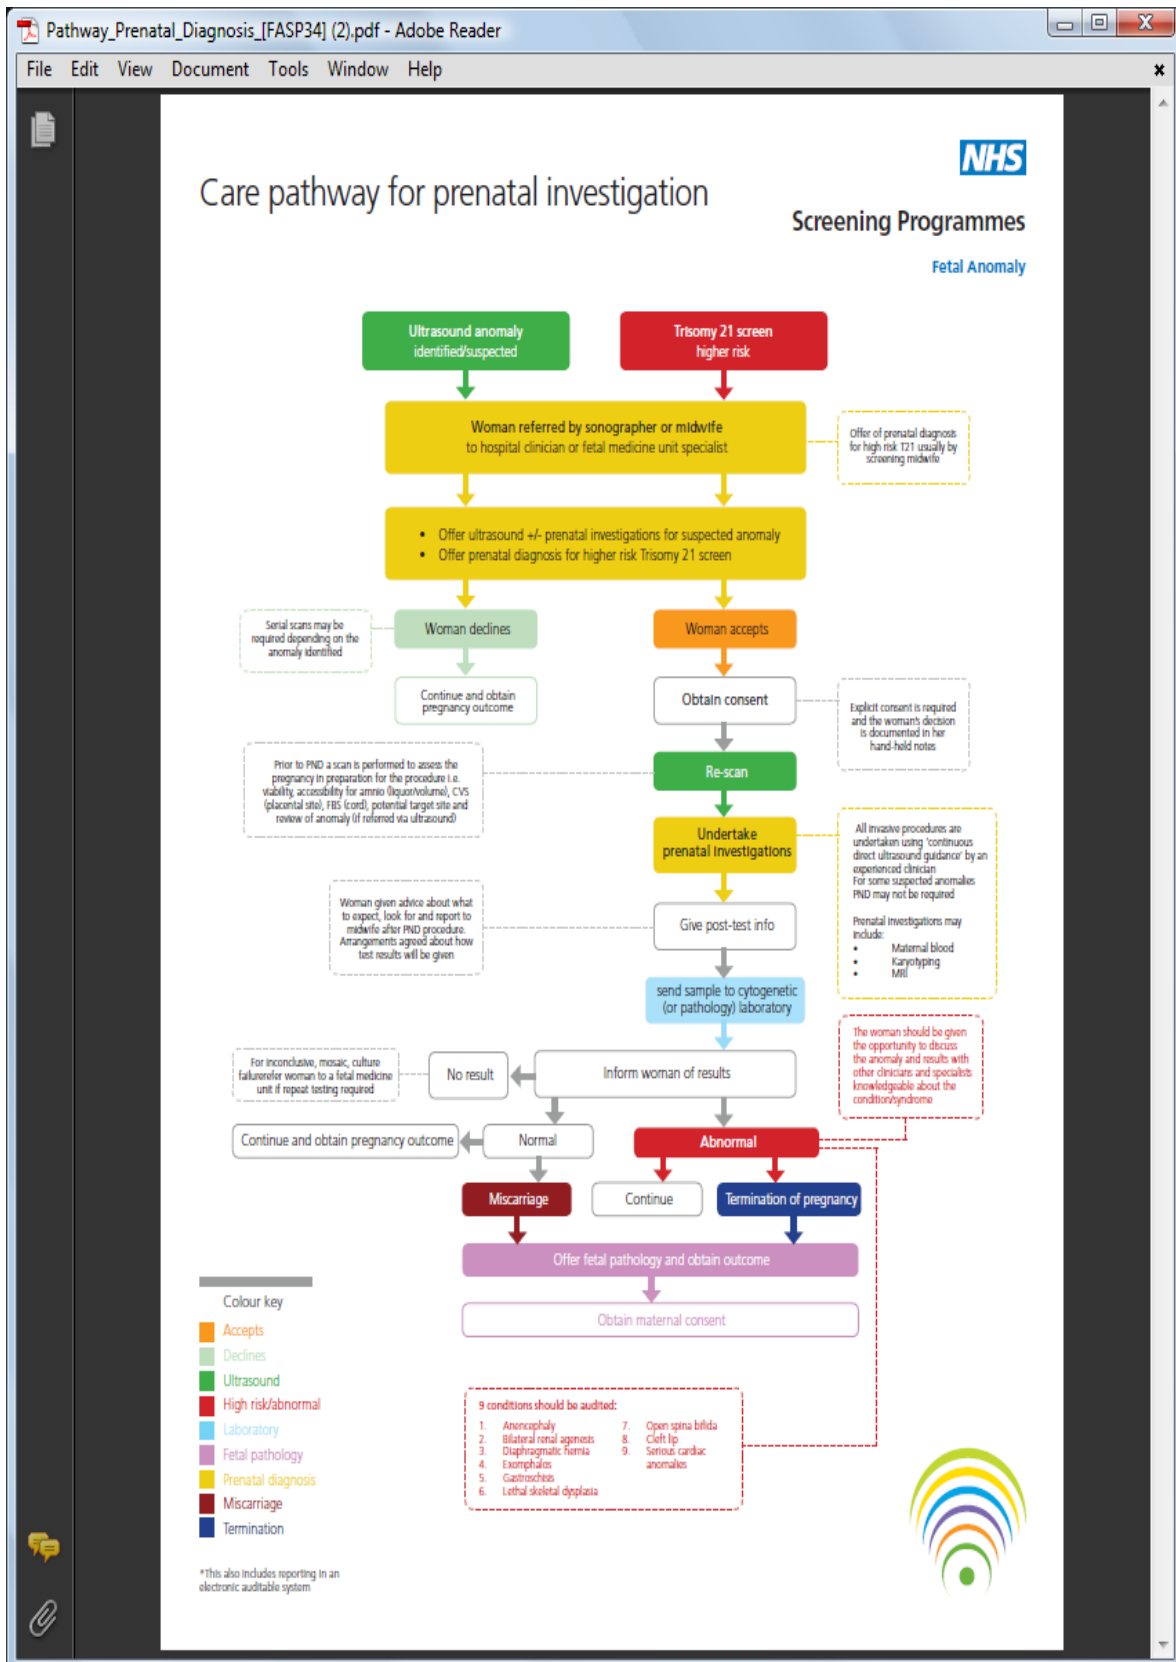 Pathway_Prenatal_Diagnosis_[FASP34] (2).pdf - Adobe Reader
File Edit View Document Tools Window Help
NHS
Care pathway for prenatal investigation
Screening Programmes
Fetal Anomaly
Ultrasound anomaly
identified/suspected
Trisomy 21 screen
higher risk
Woman referred by sonographer or midwife
to hospital clinician or fetal medicine unit specialist
Offer of prenatal diagnosis
for high risk T21 usually by
screening midwife
• Offer ultrasound +/- prenatal investigations for suspected anomaly
• Offer prenatal diagnosis for higher risk Trisomy 21 screen
Serial scans may be
required depending on the
anomaly identified
Woman declines
Woman accepts
Continue and obtain
pregnancy outcome
Obtain consent
Explicit consent is required
and the woman's decision
is documented in her
hand-held notes
Prior to PND a scan is performed to assess the
pregnancy in preparation for the procedure i.e.
viability, accessibility for amnio (liquor/volume), CVS
(placental site), FBS (cord), potential target site and
review of anomaly (if referred via ultrasound)
Re-scan
Undertake
prenatal investigations
All invasive procedures are
undertaken using 'continuous
direct ultrasound guidance' by an
experienced clinician
For some suspected anomalies
PND may not be required
Prenatal investigations may
include:
• Maternal blood
• Karyotyping
• MRI
Woman given advice about what
to expect, look for and report to
midwife after PND procedure.
Arrangements agreed about how
test results will be given
Give post-test info
send sample to cytogenetic
(or pathology) laboratory
The woman should be given
the opportunity to discuss
the anomaly and results with
other clinicians and specialists
knowledgeable about the
condition/syndrome
For inconclusive, mosaic, culture
failurerefer woman to a fetal medicine
unit if repeat testing required
No result
Inform woman of results
Continue and obtain pregnancy outcome
Normal
Abnormal
Miscarriage
Continue
Termination of pregnancy
Offer fetal pathology and obtain outcome
Obtain maternal consent
Colour key
Accepts
Declines
Ultrasound
High risk/abnormal
Laboratory
Fetal pathology
Prenatal diagnosis
Miscarriage
Termination
9 conditions should be audited:
1. Anencephaly
2. Bilateral renal agenesis
3. Diaphragmatic hernia
4. Exomphalos
5. Gastroschisis
6. Lethal skeletal dysplasia
7. Open spina bifida
8. Cleft lip
9. Serious cardiac
anomalies
*This also includes reporting in an
electronic auditable system